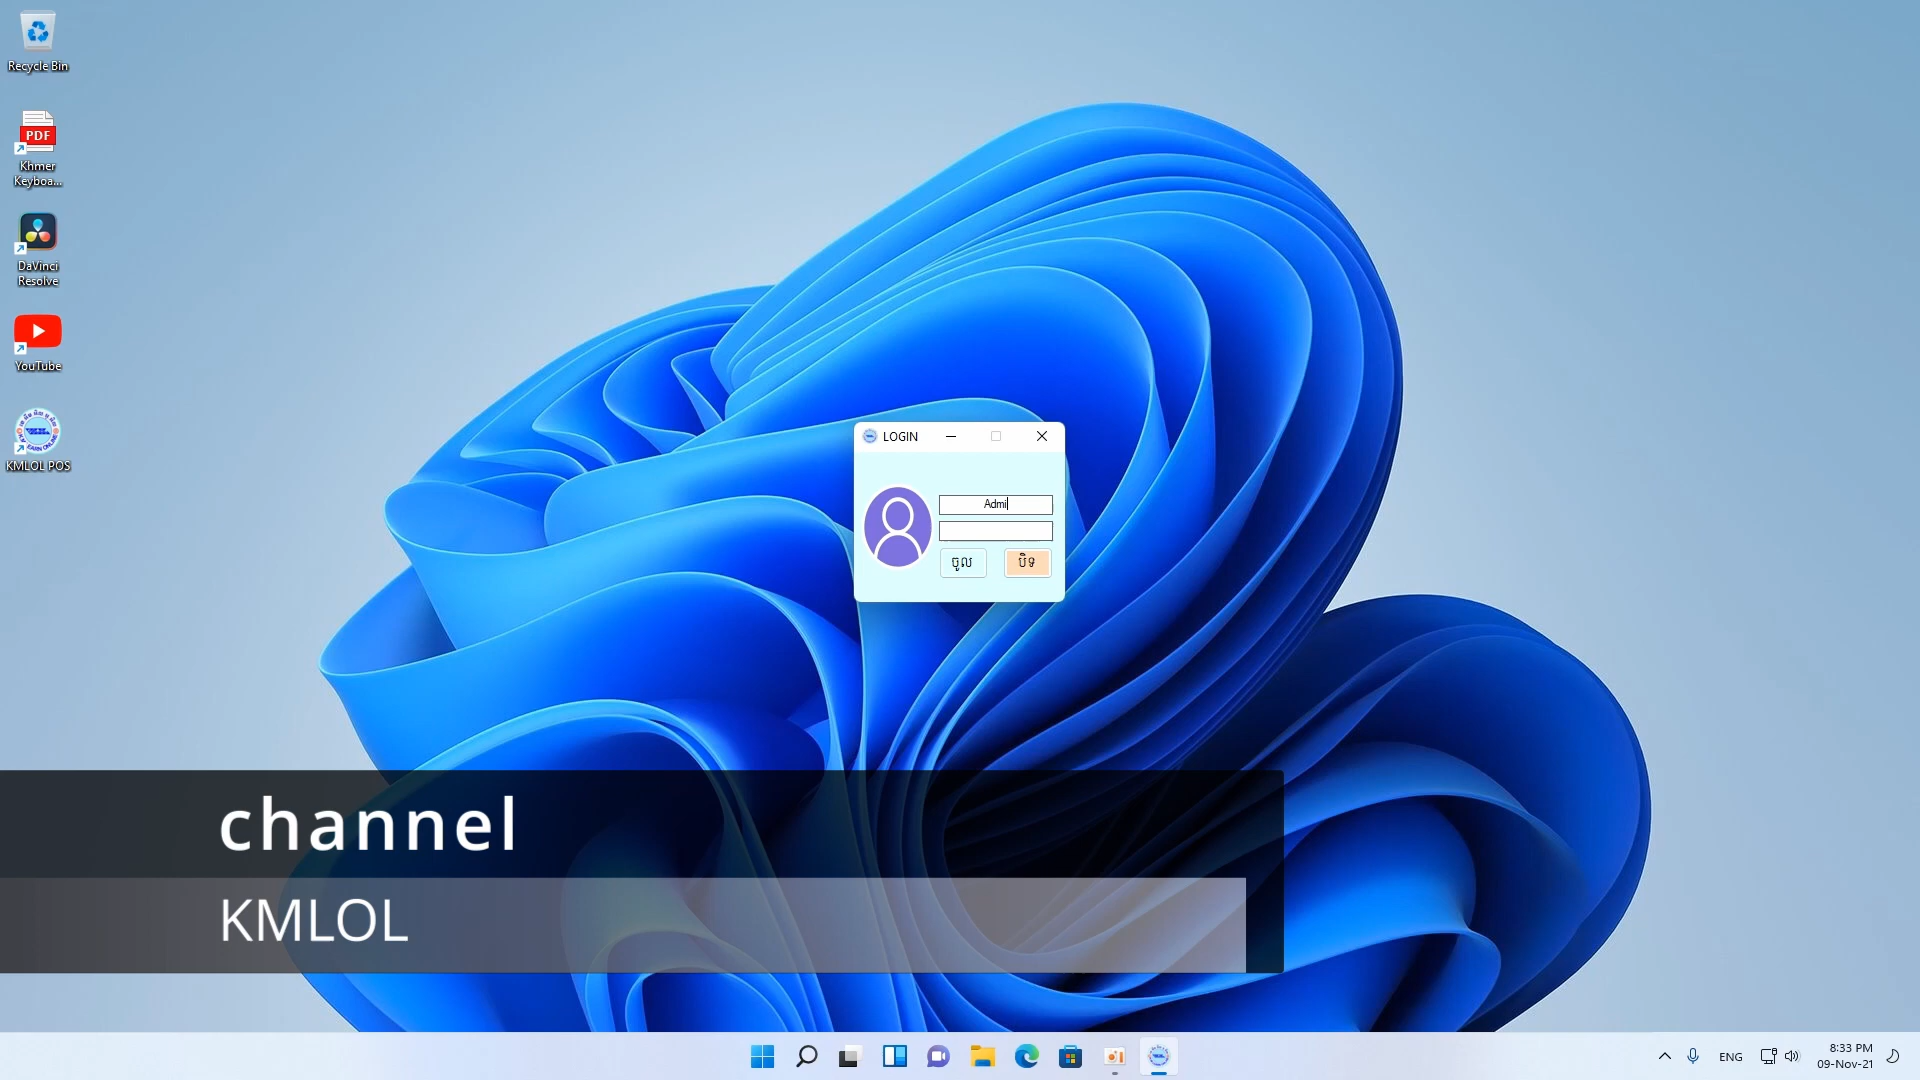 Recycle Bin
PDF
Khmer
Keyboa...
DaVinci
Resolve
YouTube
KMLOL POS
LOGIN
Admi
ចូល
បិទ
channel
KMLOL
ENG
8:33 PM
09-Nov-21